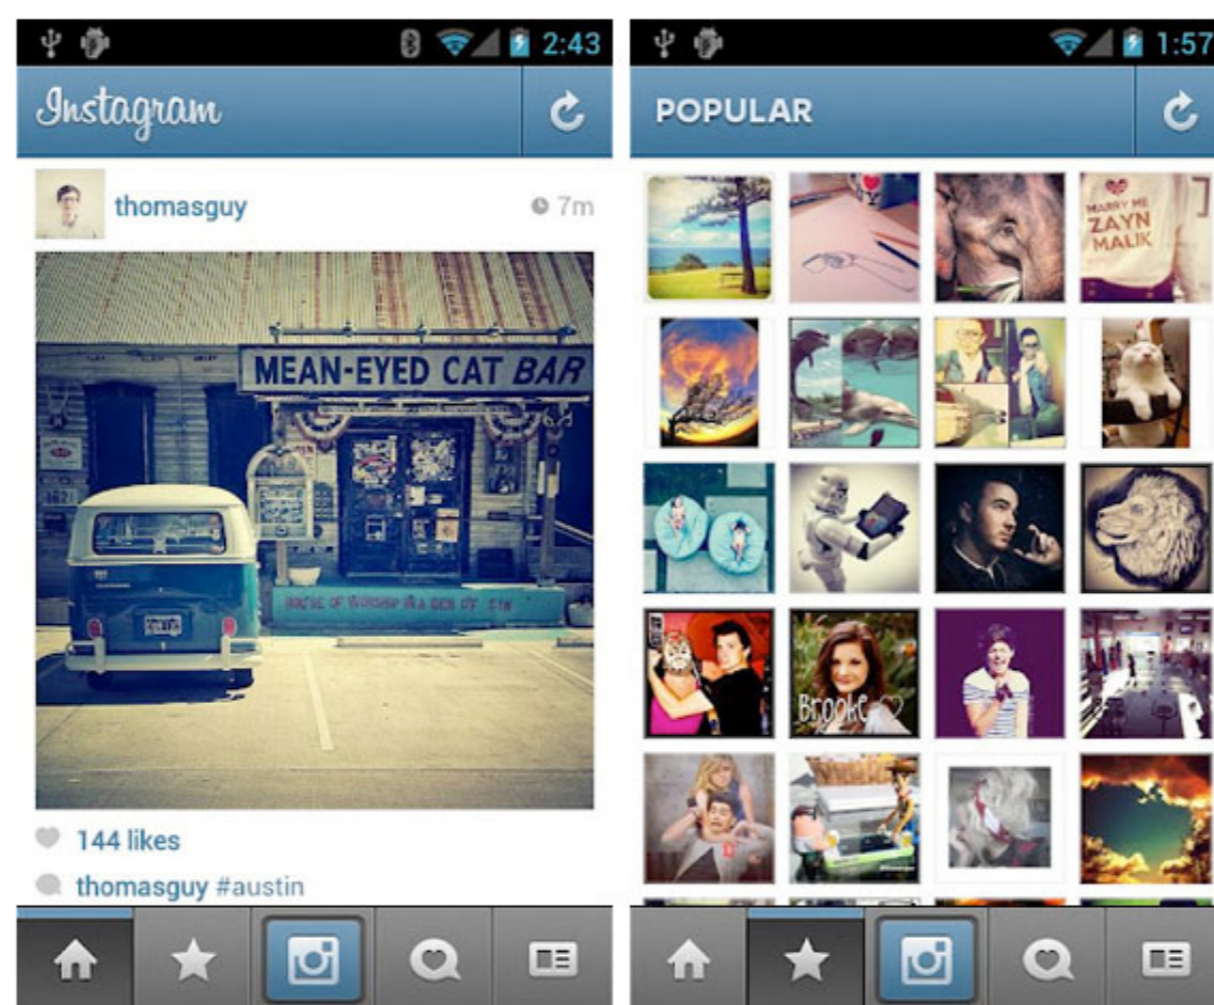 2:43
Instagram
thomasguy
7m
MEAN-EYED CAT BAR
144 likes
thomasguy #austin
1:57
POPULAR
MARRY ME
ZAYN
MALIK
Brooke